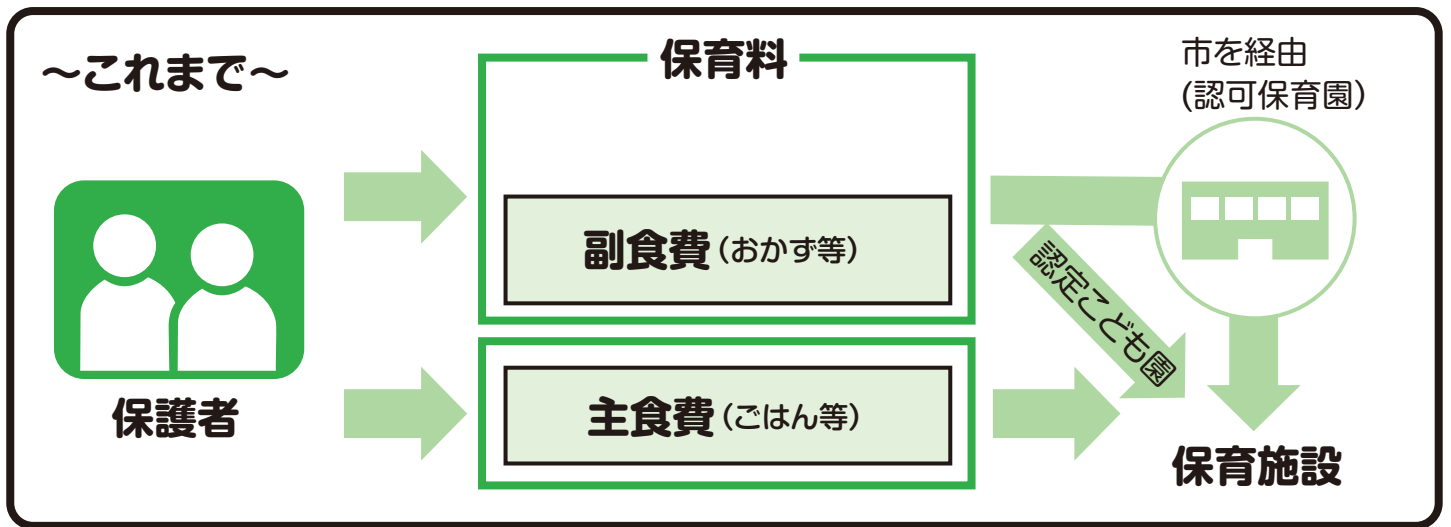 ～これまで～
保育料
市を経由
(認可保育園)
副食費(おかず等)
認定こども園
主食費(ごはん等)
保護者
保育施設